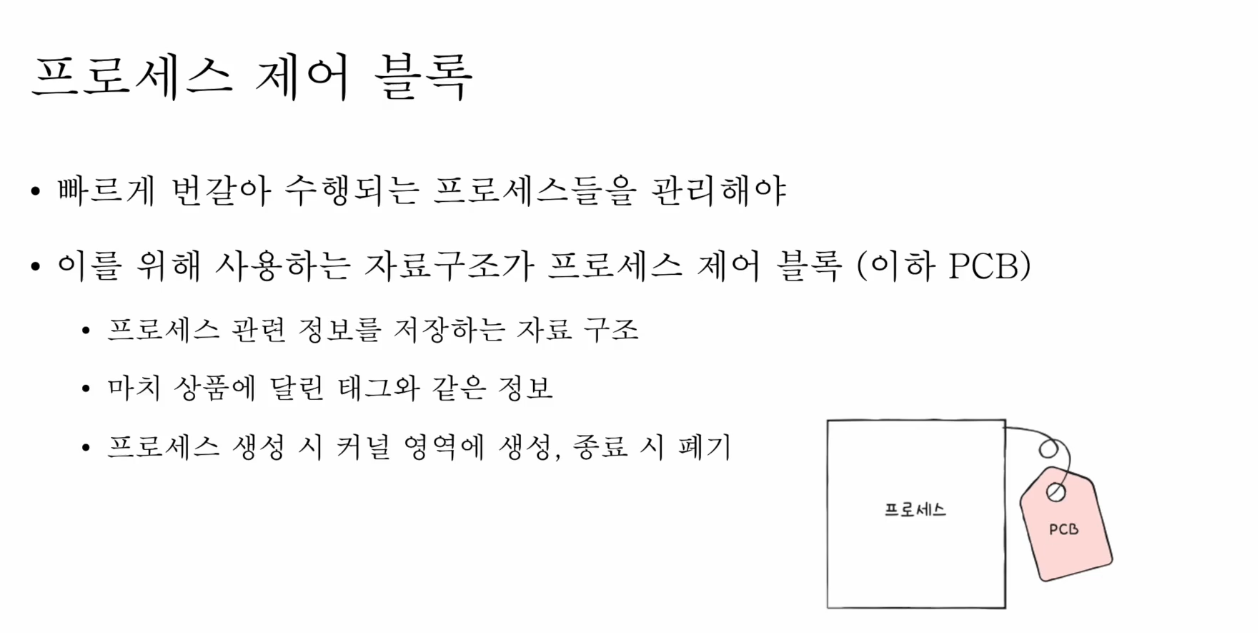 프로세스 제어 블록
• 빠르게 번갈아 수행되는 프로세스들을 관리해야
• 이를 위해 사용하는 자료구조가 프로세스 제어 블록 (이하 PCB)
• 프로세스 관련 정보를 저장하는 자료 구조
• 마치 상품에 달린 태그와 같은 정보
• 프로세스 생성 시 커널 영역에 생성, 종료 시 폐기
프로세스
PCB